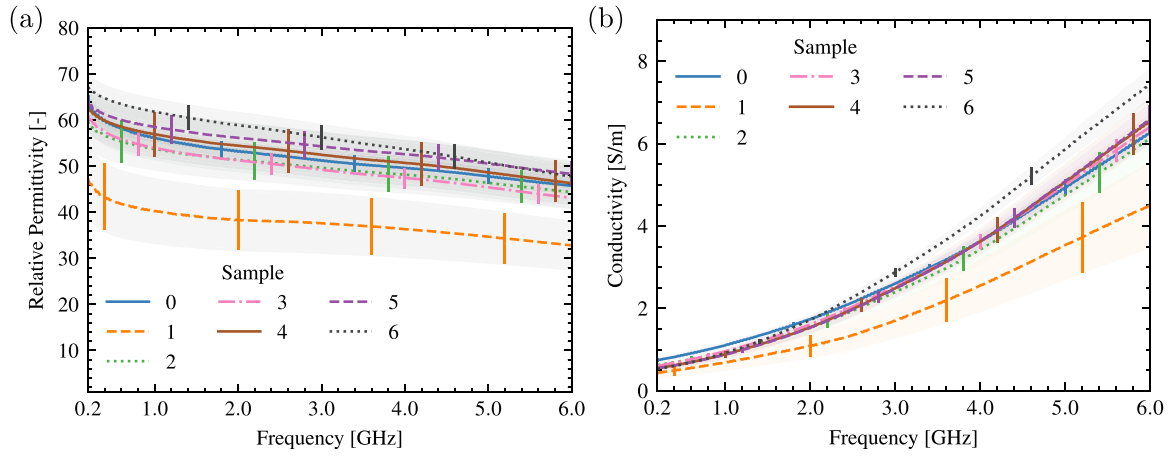 (a)
80
70
60
50
40
30
20
10
Relative Permittivity [-]
Sample
0 3 5
1 4 6
2
0.2 1.0 2.0 3.0 4.0 5.0 6.0
Frequency [GHz]
(b)
8
6
4
2
0
Conductivity [S/m]
Sample
0 3 5
1 4 6
2
0.2 1.0 2.0 3.0 4.0 5.0 6.0
Frequency [GHz]